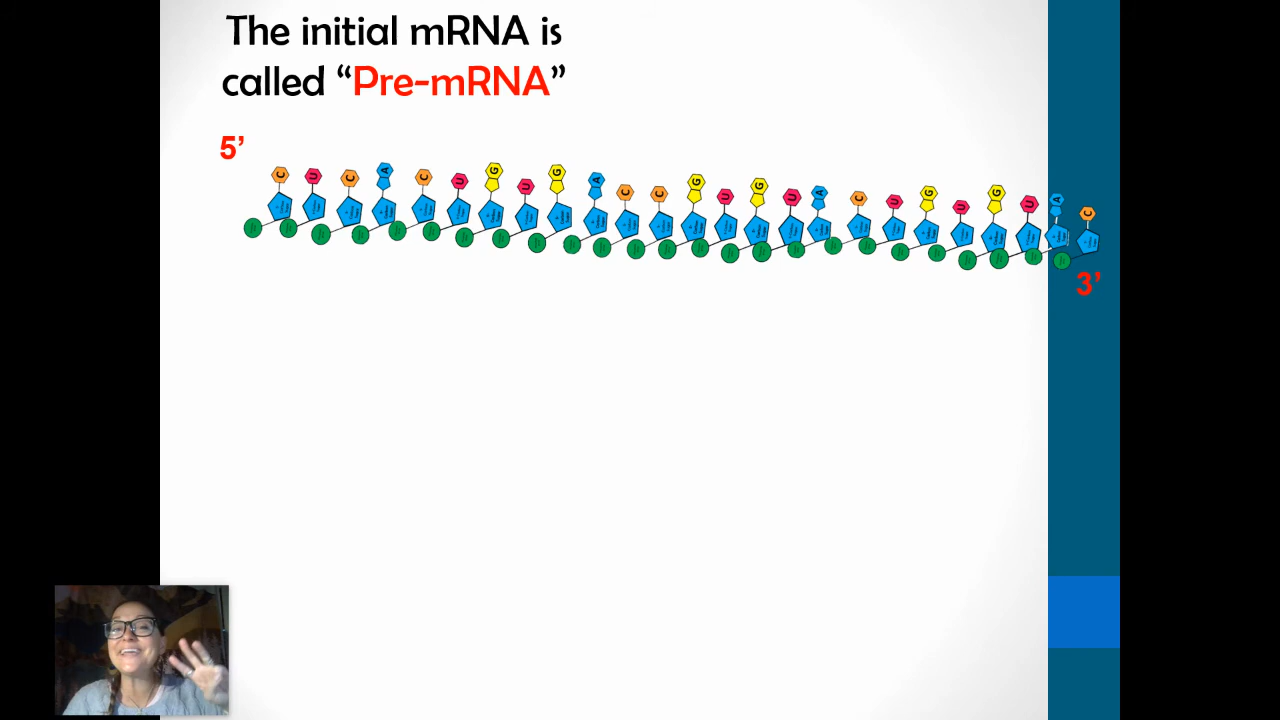 The initial mRNA is
called “Pre-mRNA”
5’
C U C A C U G U G A C C G U G U A C U G U G U A C
3’